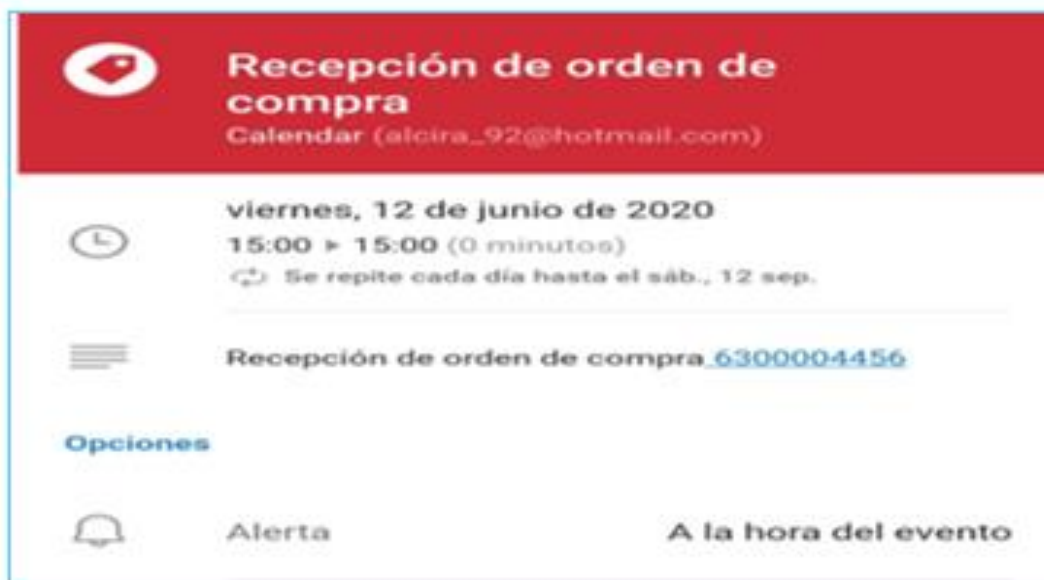 Recepción de orden de
compra
Calendar (alcira_92@hotmail.com)
viernes, 12 de junio de 2020
15:00 ▸ 15:00 (0 minutos)
Se repite cada día hasta el sáb., 12 sep.
Recepción de orden de compra 6300004456
Opciones
Alerta A la hora del evento